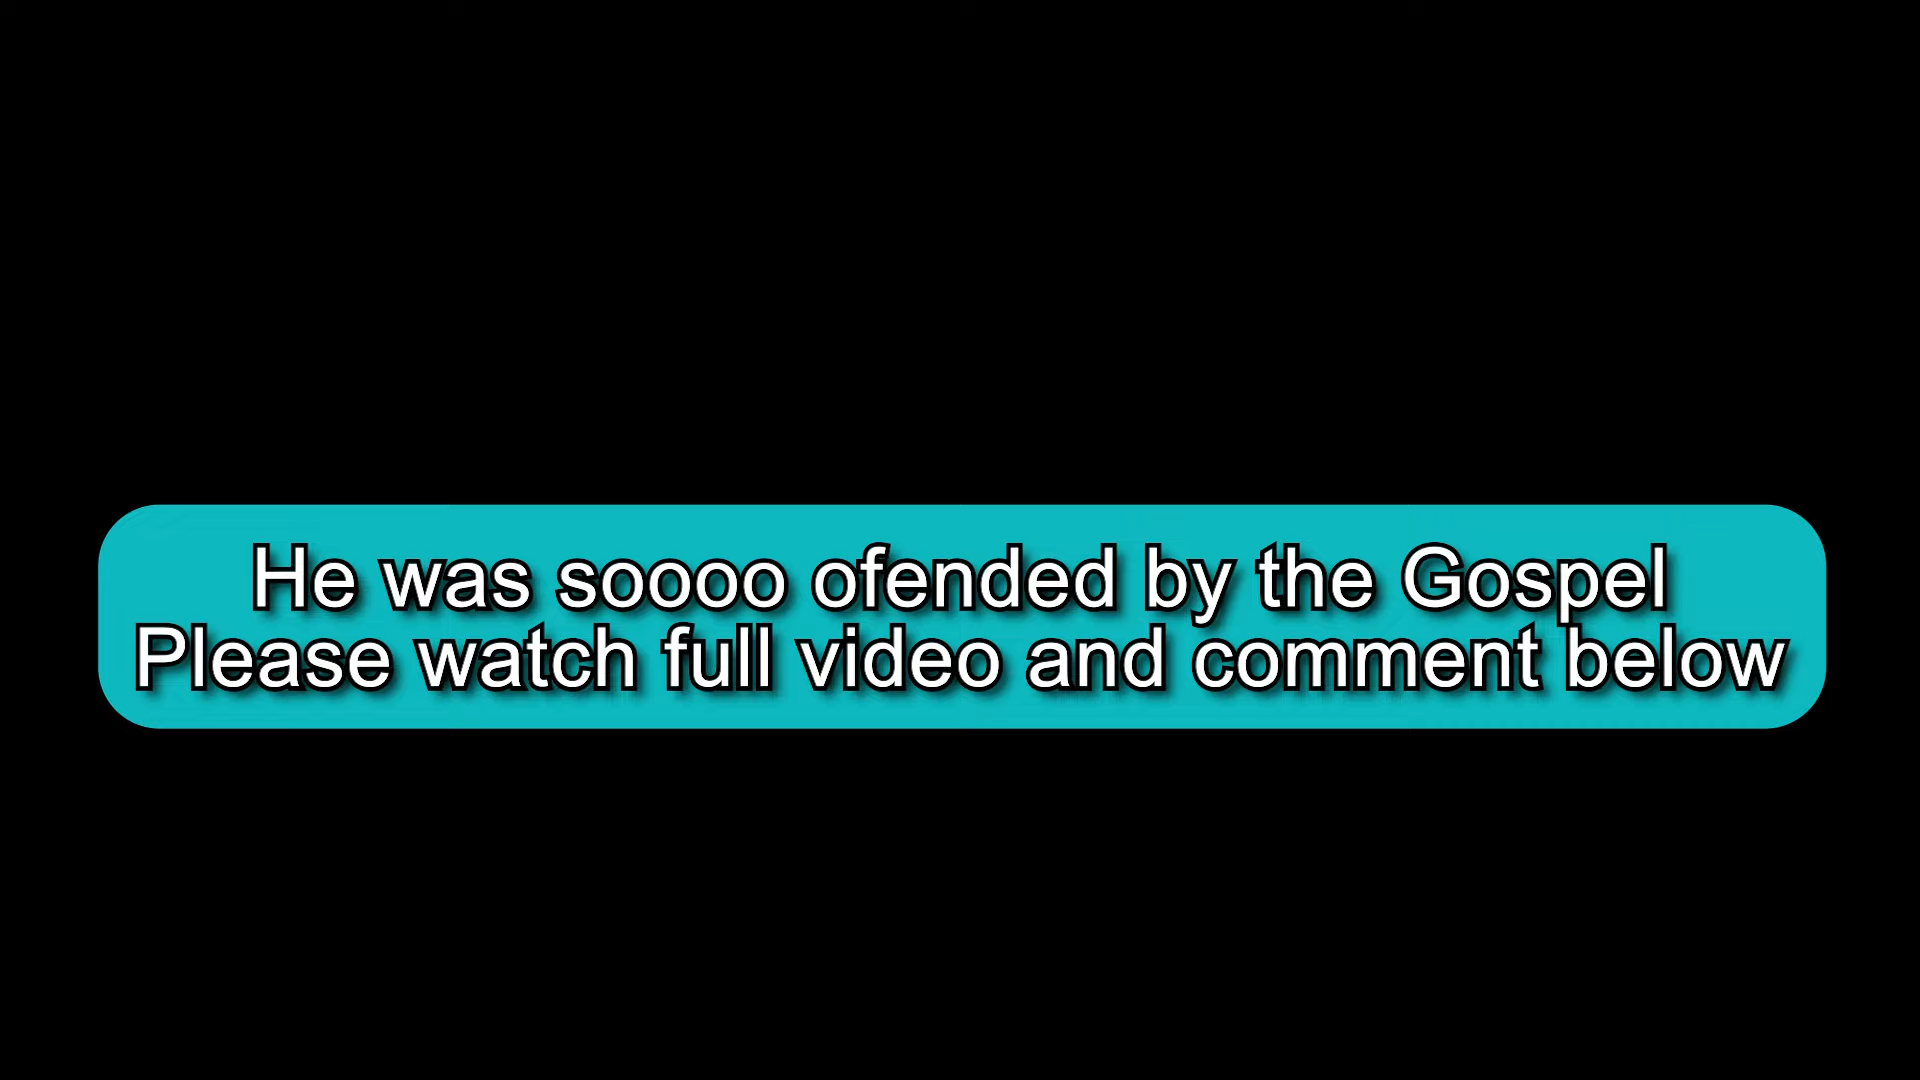 He was soooo ofended by the Gospel
Please watch full video and comment below